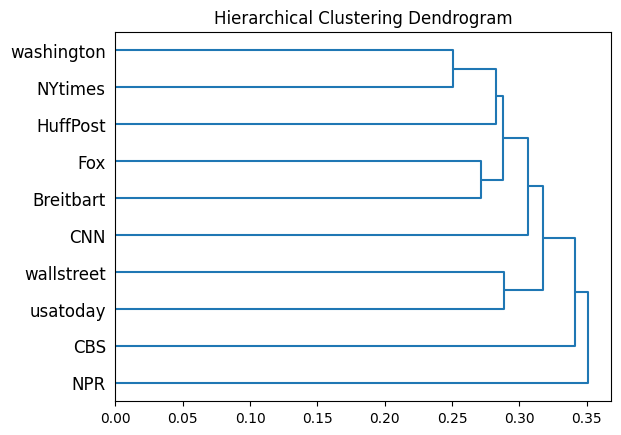 Hierarchical Clustering Dendrogram
washington
NYtimes
HuffPost
Fox
Breitbart
CNN
wallstreet
usatoday
CBS
NPR
0.00 0.05 0.10 0.15 0.20 0.25 0.30 0.35